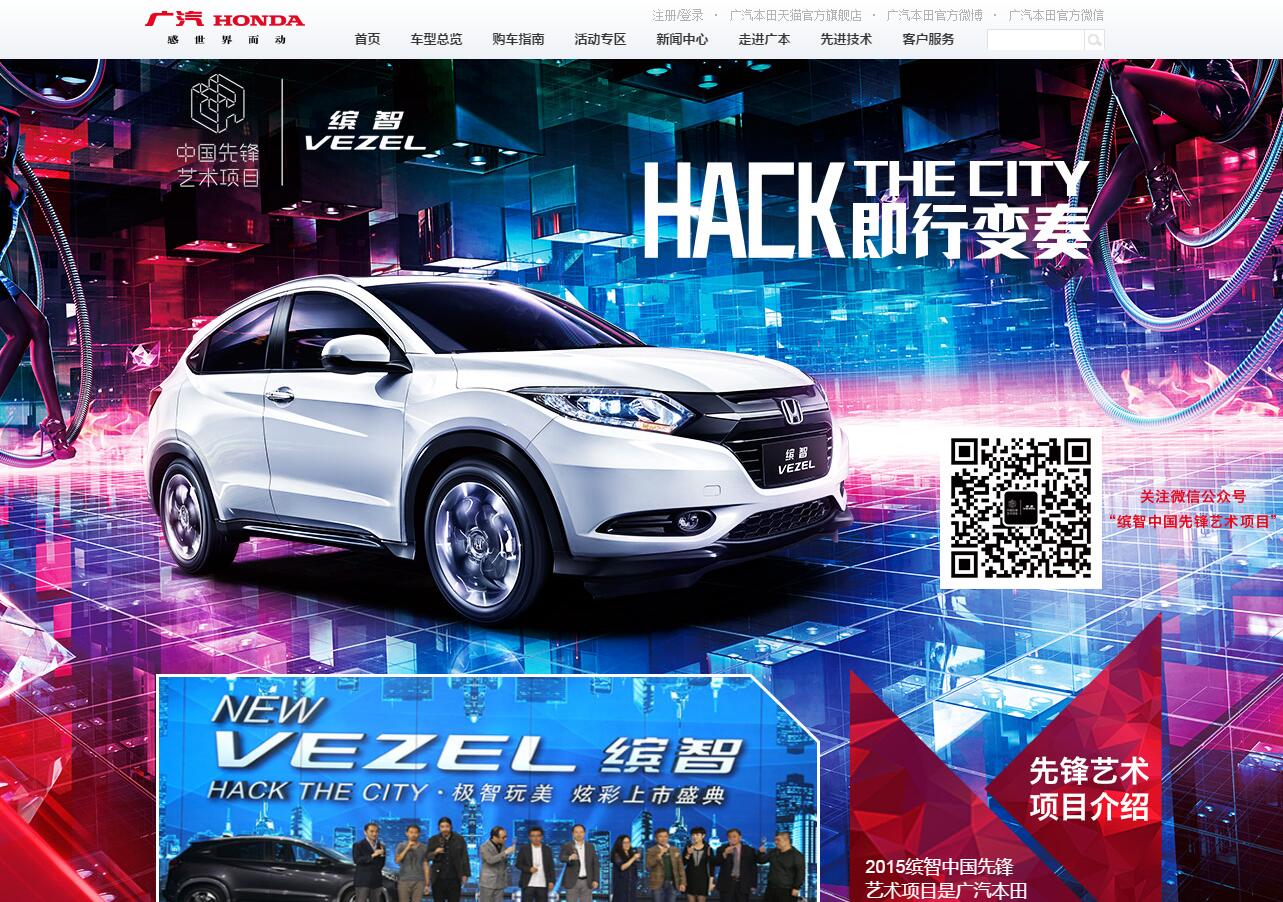 广汽 HONDA
感 世 界 而 动
注册/登录 · 广汽本田天猫官方旗舰店 · 广汽本田官方微博 · 广汽本田官方微信
首页 车型总览 购车指南 活动专区 新闻中心 走进广本 先进技术 客户服务
中国先锋
艺术项目
缤智
VEZEL
HACK THE CITY
即行变奏
缤智
VEZEL
关注微信公众号
“缤智中国先锋艺术项目”
NEW
VEZEL 缤智
HACK THE CITY · 极智玩美 炫彩上市盛典
先锋艺术
项目介绍
2015缤智中国先锋
艺术项目是广汽本田